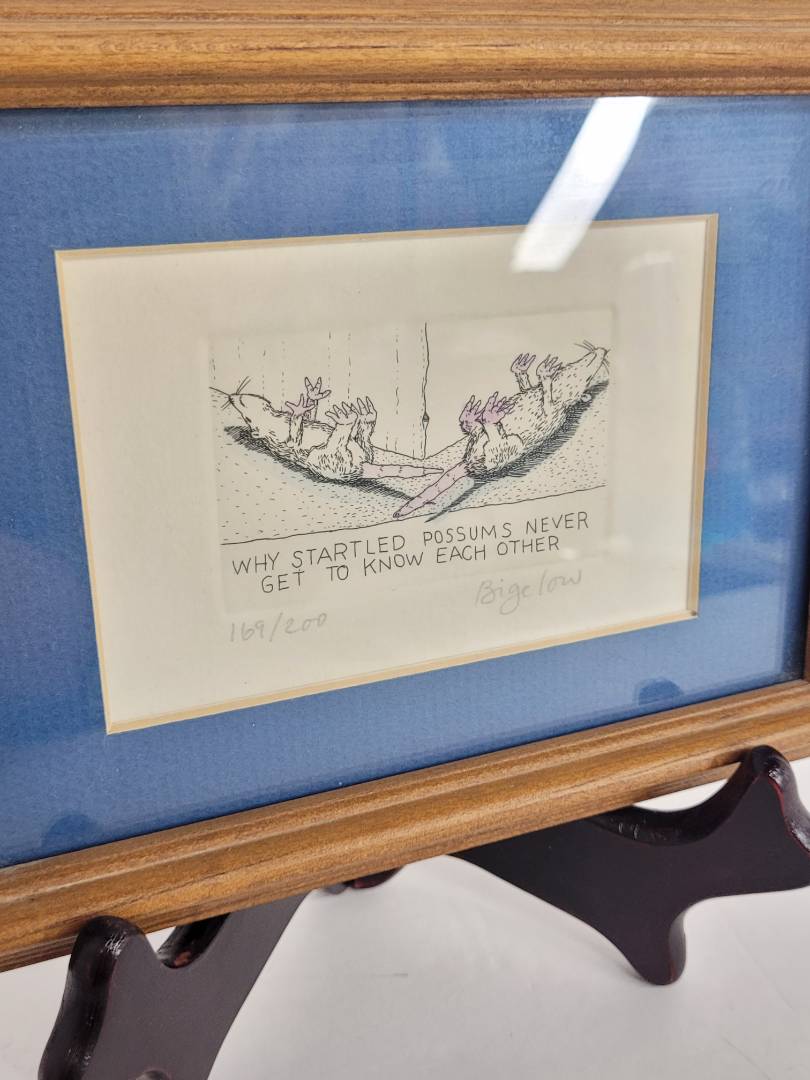 WHY STARTLED POSSUMS NEVER
GET TO KNOW EACH OTHER
169/200
Bigelow